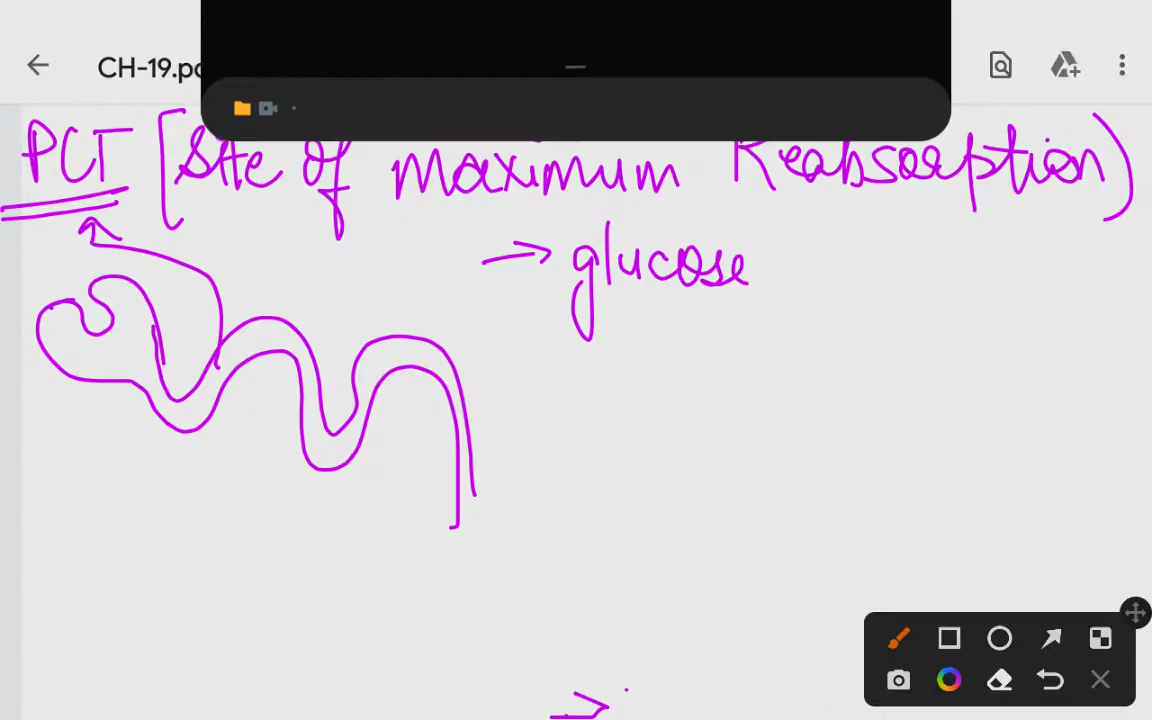 CH-19.pd
PCT [Site of maximum Reabsorption)
→ glucose